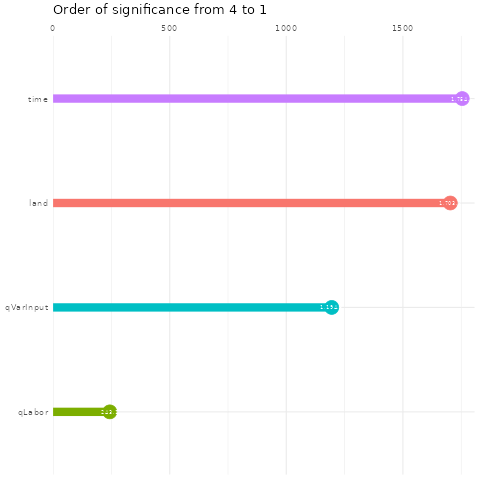 Order of significance from 4 to 1
0 500 1000 1500
time
land
qVarInput
qLabor